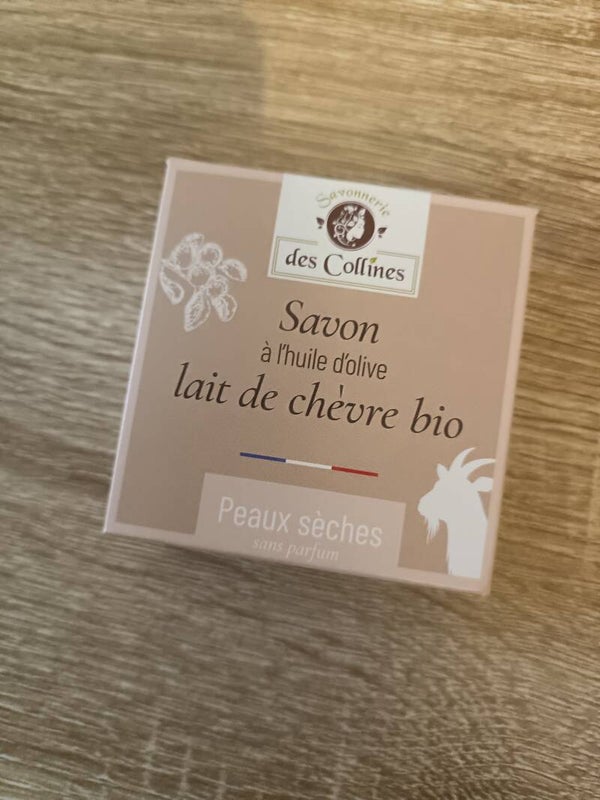 Savonnerie
des Collines
Savon
à l'huile d'olive
lait de chèvre bio
Peaux sèches
sans parfum